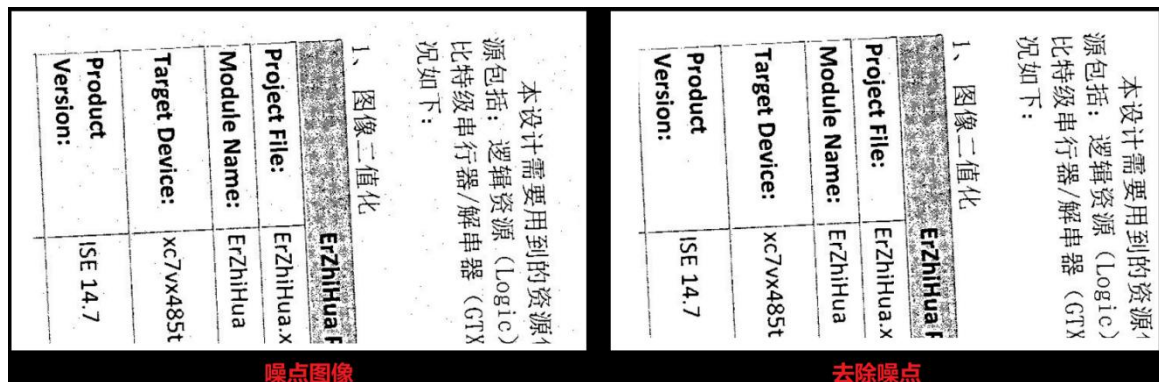 本设计需要用到的资源
源包括：逻辑资源（Logic）
比特级串行器/解串器（GTX
况如下：
1、图像二值化
ErZhiHua
Project File: ErZhiHua.x
Module Name: ErZhiHua
Target Device: xc7vx485t
Product ISE 14.7
Version:
噪点图像
本设计需要用到的资源
源包括：逻辑资源（Logic）
比特级串行器/解串器（GTX
况如下：
1、图像二值化
ErZhiHua
Project File: ErZhiHua.x
Module Name: ErZhiHua
Target Device: xc7vx485t
Product ISE 14.7
Version:
去除噪点